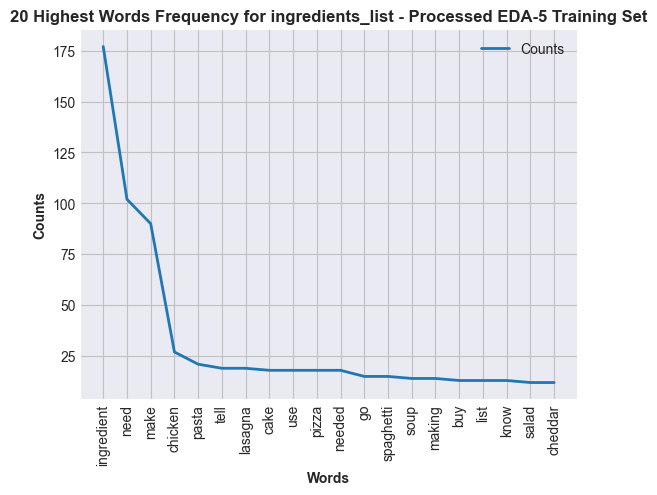 20 Highest Words Frequency for ingredients_list - Processed EDA-5 Training Set
Counts
175
150
125
100
75
50
25
Counts
ingredient
need
make
chicken
pasta
tell
lasagna
cake
use
pizza
needed
go
spaghetti
soup
making
buy
list
know
salad
cheddar
Words